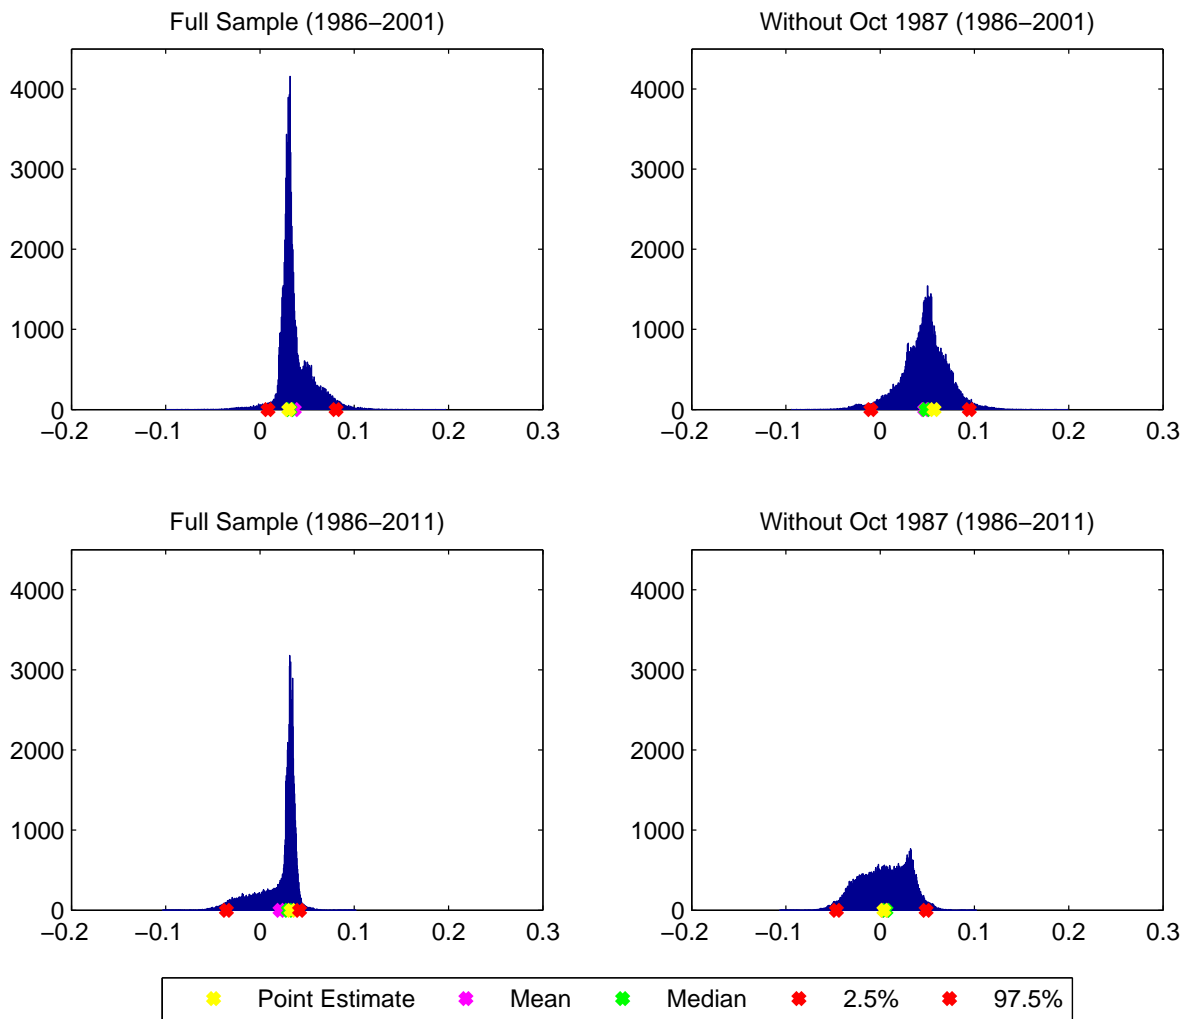 Full Sample (1986−2001)
Without Oct 1987 (1986−2001)
4000
3000
2000
1000
0
−0.2 −0.1 0 0.1 0.2 0.3
4000
3000
2000
1000
0
−0.2 −0.1 0 0.1 0.2 0.3
Full Sample (1986−2011)
Without Oct 1987 (1986−2011)
4000
3000
2000
1000
0
−0.2 −0.1 0 0.1 0.2 0.3
4000
3000
2000
1000
0
−0.2 −0.1 0 0.1 0.2 0.3
Point Estimate Mean Median 2.5% 97.5%